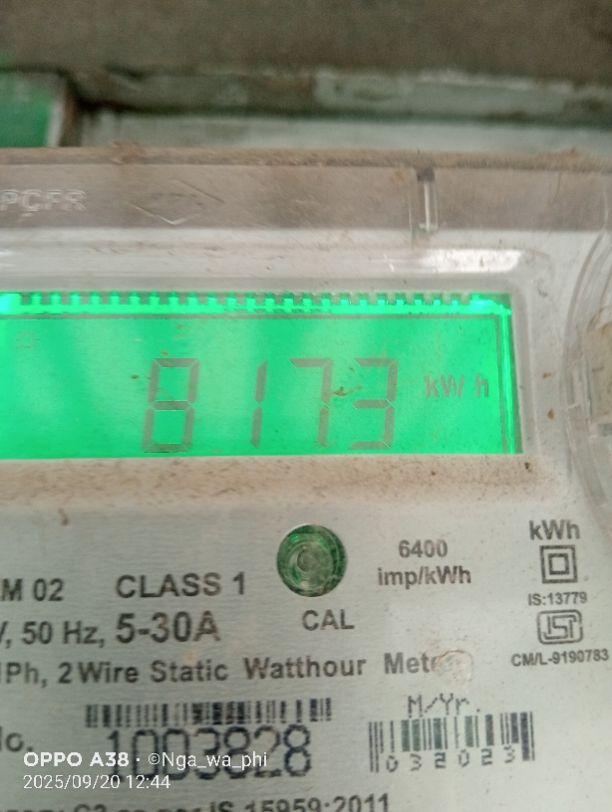 8173 kWh
6400
imp/kWh
kWh
IS:13779
M 02 CLASS 1
CAL
V, 50 Hz, 5-30A
CM/L-9190783
Ph, 2 Wire Static Watthour Meter
M/Yr.
No. 1003828
032023
OPPO A38 · ©Nga_wa_phi
2025/09/20 12:44
IS 15959:2011